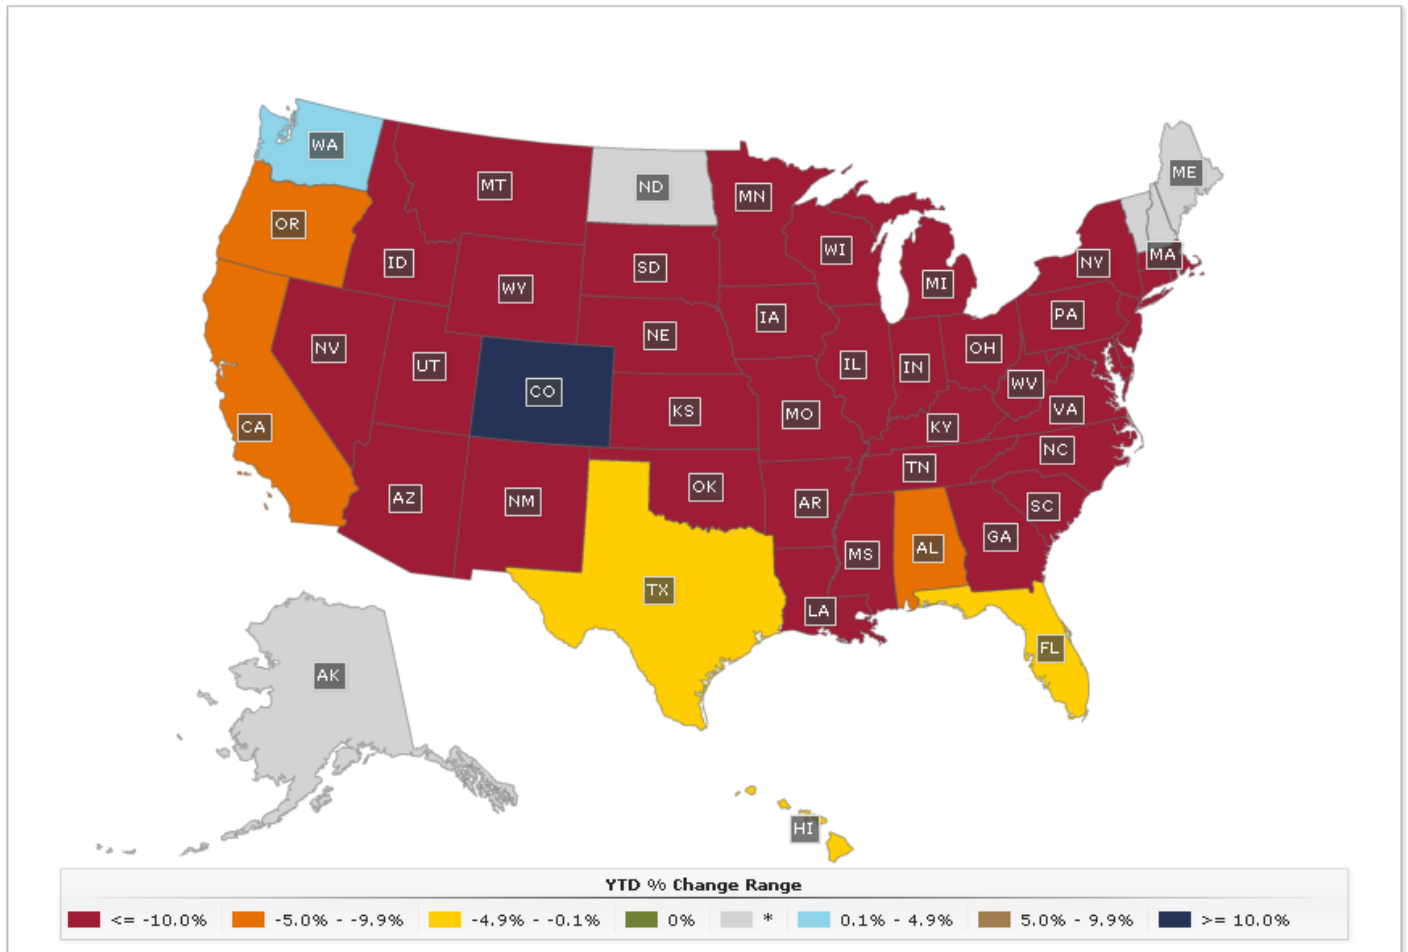 WA
ME
MT
ND
MN
OR
WI
MA
ID
SD
NY
WY
MI
IA
PA
NE
NV
OH
UT
IL
IN
WV
CO
KS
MO
VA
CA
KY
NC
TN
AZ
NM
OK
AR
SC
GA
MS
AL
TX
LA
FL
AK
HI
YTD % Change Range
<= -10.0% -5.0% - -9.9% -4.9% - -0.1% 0% * 0.1% - 4.9% 5.0% - 9.9% >= 10.0%